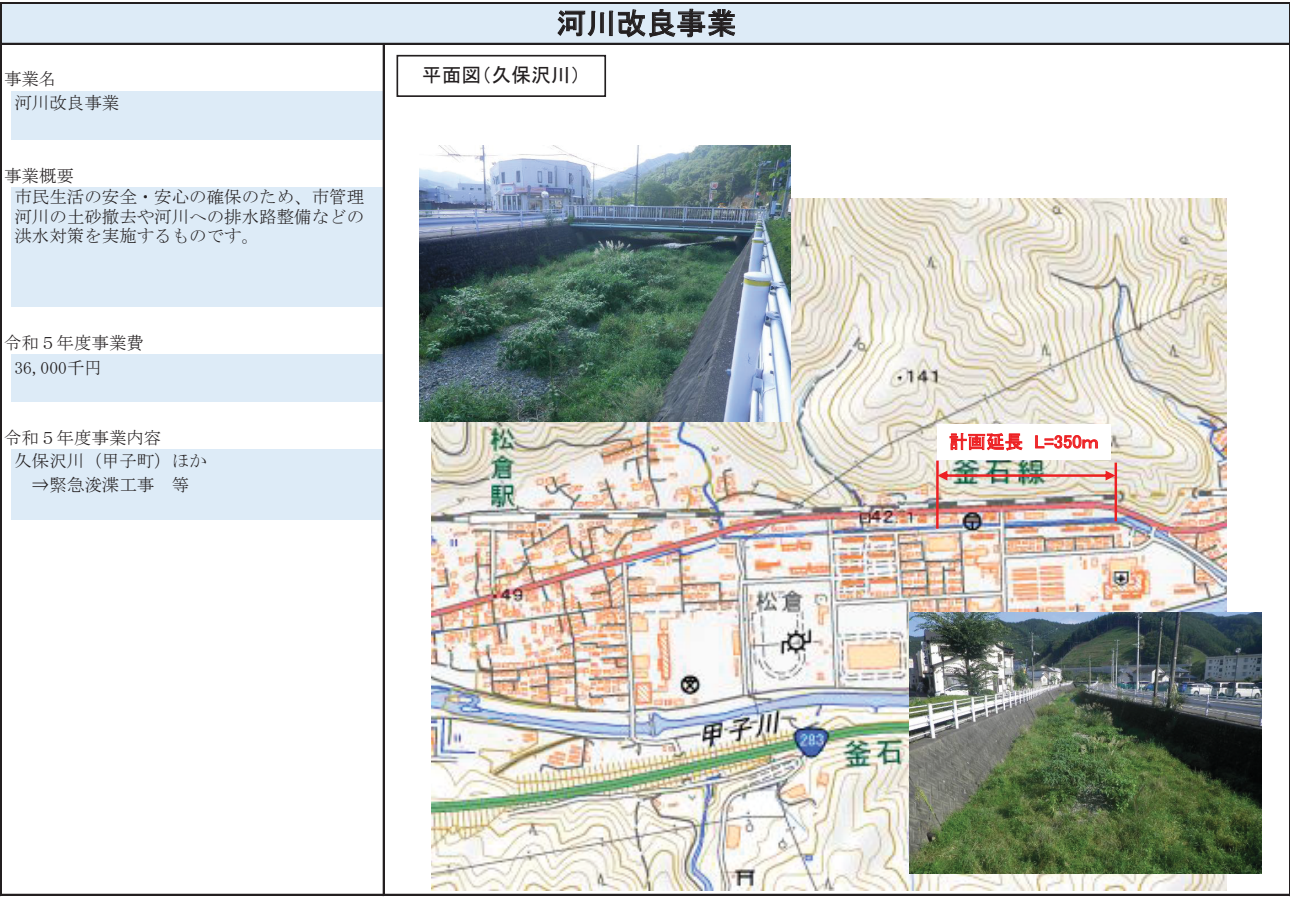 河川改良事業
事業名
河川改良事業
事業概要
市民生活の安全・安心の確保のため、市管理
河川の土砂撤去や河川への排水路整備などの
洪水対策を実施するものです。
令和５年度事業費
36,000千円
令和５年度事業内容
久保沢川（甲子町）ほか
⇒緊急浚渫工事　等
平面図（久保沢川）
141
計画延長 L=350m
松倉駅
釜石線
42.1
49
松倉
甲子川
283
釜石